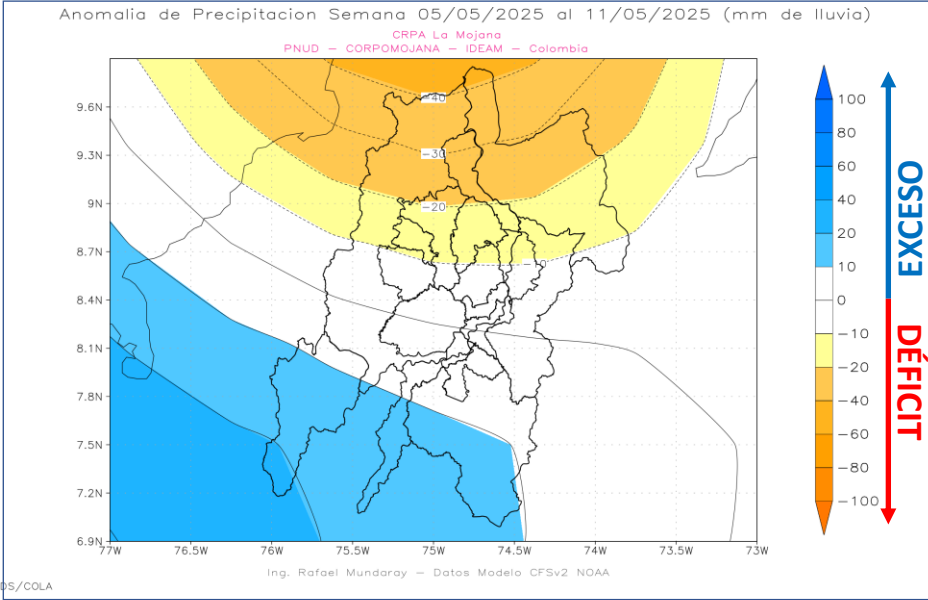 Anomalia de Precipitacion Semana 05/05/2025 al 11/05/2025 (mm de lluvia)
CRPA La Mojana
PNUD — CORPOMOJANA — IDEAM — Colombia
9.6N
9.3N
9N
8.7N
8.4N
8.1N
7.8N
7.5N
7.2N
6.9N
-40
-30
-20
77W 76.5W 76W 75.5W 75W 74.5W 74W 73.5W 73W
100
80
60
40
20
10
0
-10
-20
-40
-60
-80
-100
EXCESO
DÉFICIT
Ing. Rafael Mundaray — Datos Modelo CFSv2 NOAA
DS/COLA